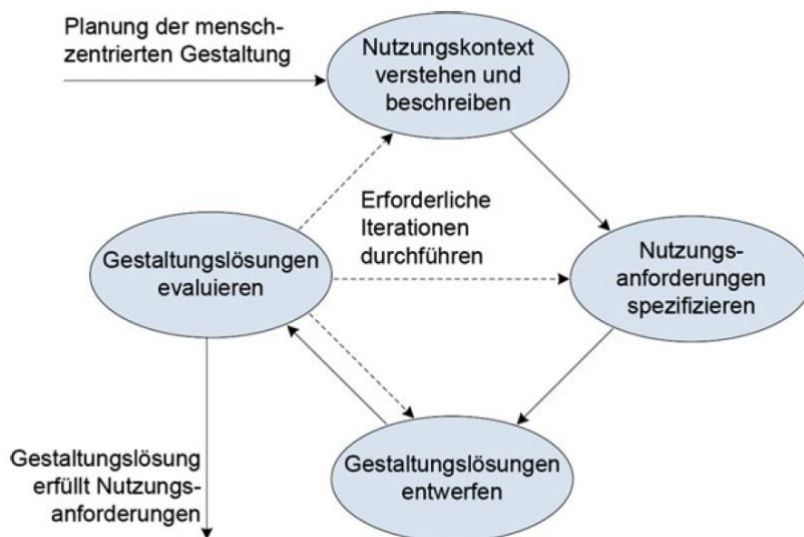 Planung der mensch-
zentrierten Gestaltung
Nutzungskontext
verstehen und
beschreiben
Erforderliche
Iterationen
durchführen
Gestaltungslösungen
evaluieren
Nutzungs-
anforderungen
spezifizieren
Gestaltungslösung
erfüllt Nutzungs-
anforderungen
Gestaltungslösungen
entwerfen